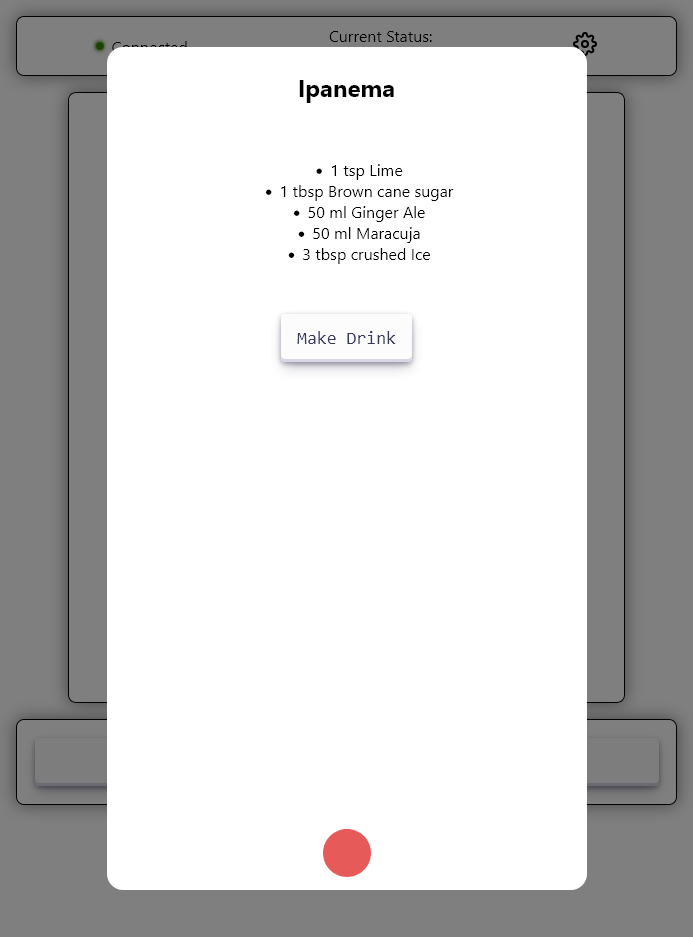 Current Status:
Connected
Ipanema
• 1 tsp Lime
• 1 tbsp Brown cane sugar
• 50 ml Ginger Ale
• 50 ml Maracuja
• 3 tbsp crushed Ice
Make Drink